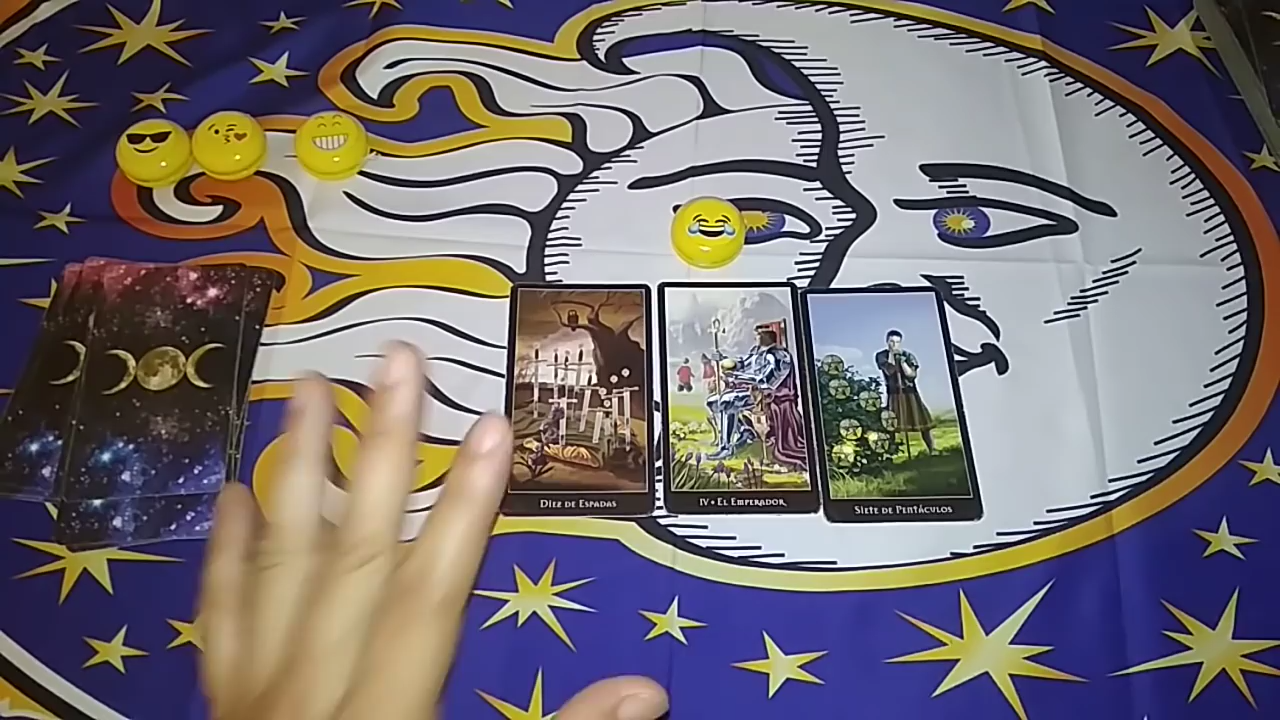 Diez de Espadas
IV • El Emperador
Siete de Pentáculos